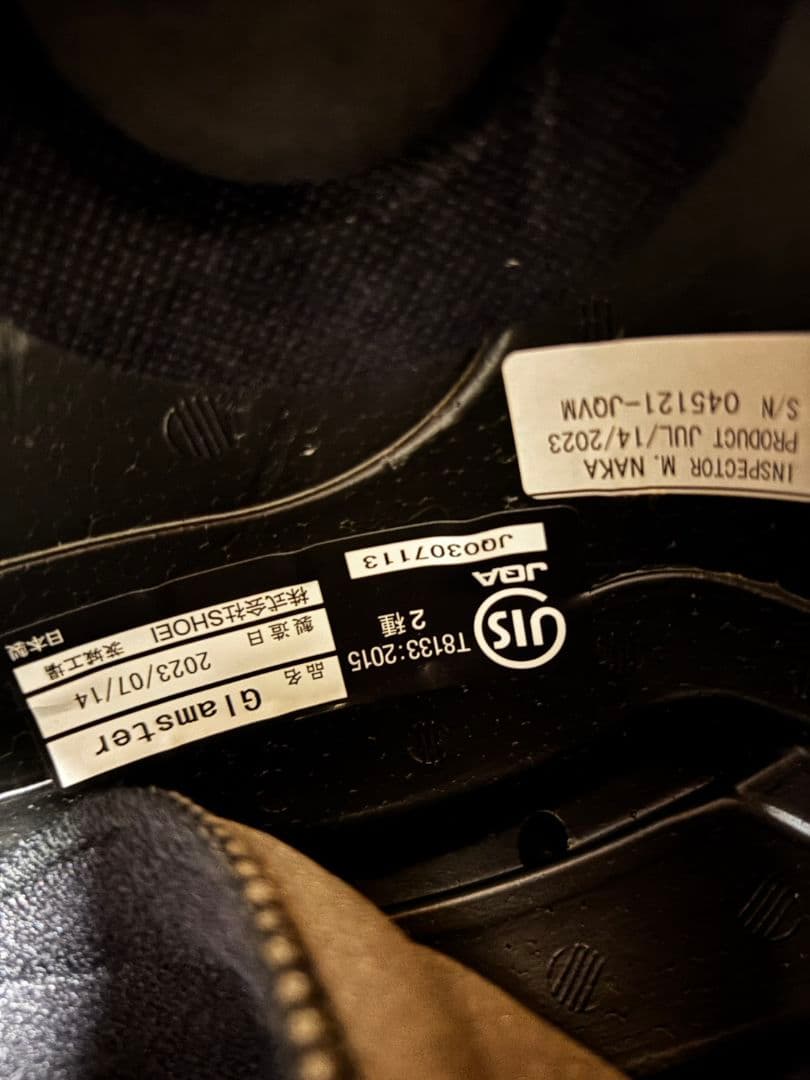 JIS
T8133:2015
2種
JQA
JQ0307113
品名 Glamster
製造日 2023/07/14
株式会社SHOEI 茨城工場
日本製
INSPECTOR M. NAKA
PRODUCT JUL/14/2023
S/N 045121-JQVM